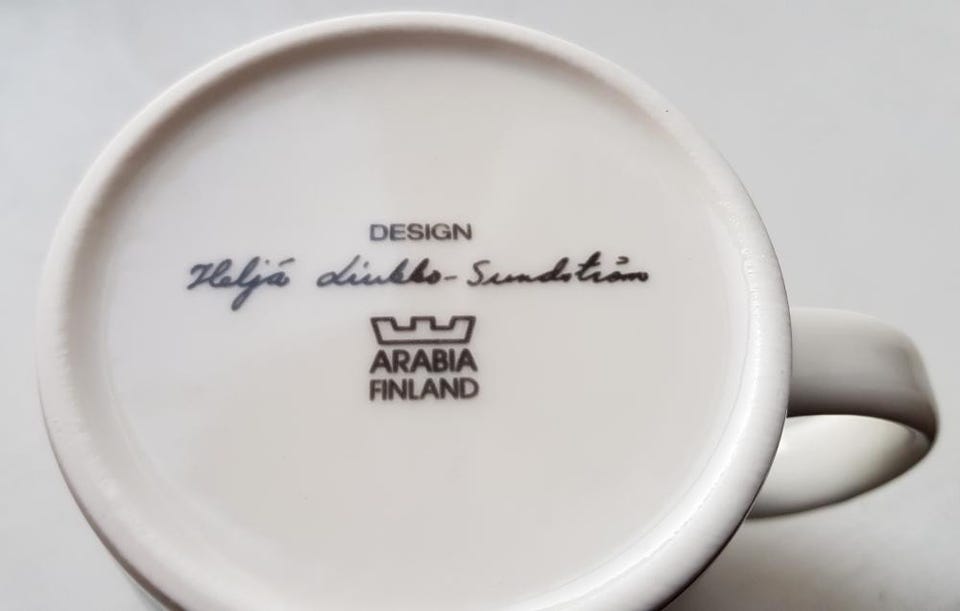 DESIGN
Heljä Liukko-Sundström
ARABIA
FINLAND